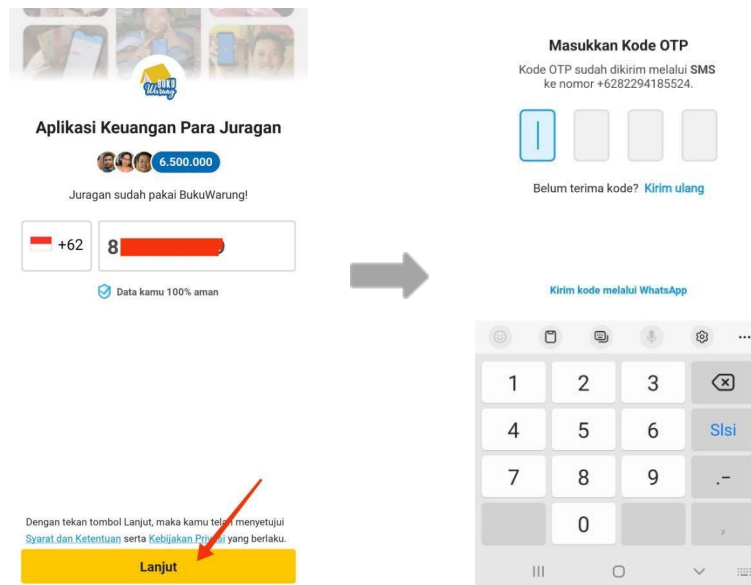 BUKU
Warung
Aplikasi Keuangan Para Juragan
6.500.000
Juragan sudah pakai BukuWarung!
+62
8
Data kamu 100% aman
Dengan tekan tombol Lanjut, maka kamu telah menyetujui
Syarat dan Ketentuan serta Kebijakan Privasi yang berlaku.
Lanjut
Masukkan Kode OTP
Kode OTP sudah dikirim melalui SMS
ke nomor +6282294185524.
Belum terima kode? Kirim ulang
Kirim kode melalui WhatsApp
1 2 3
4 5 6 Slsi
7 8 9 .-
0 ,